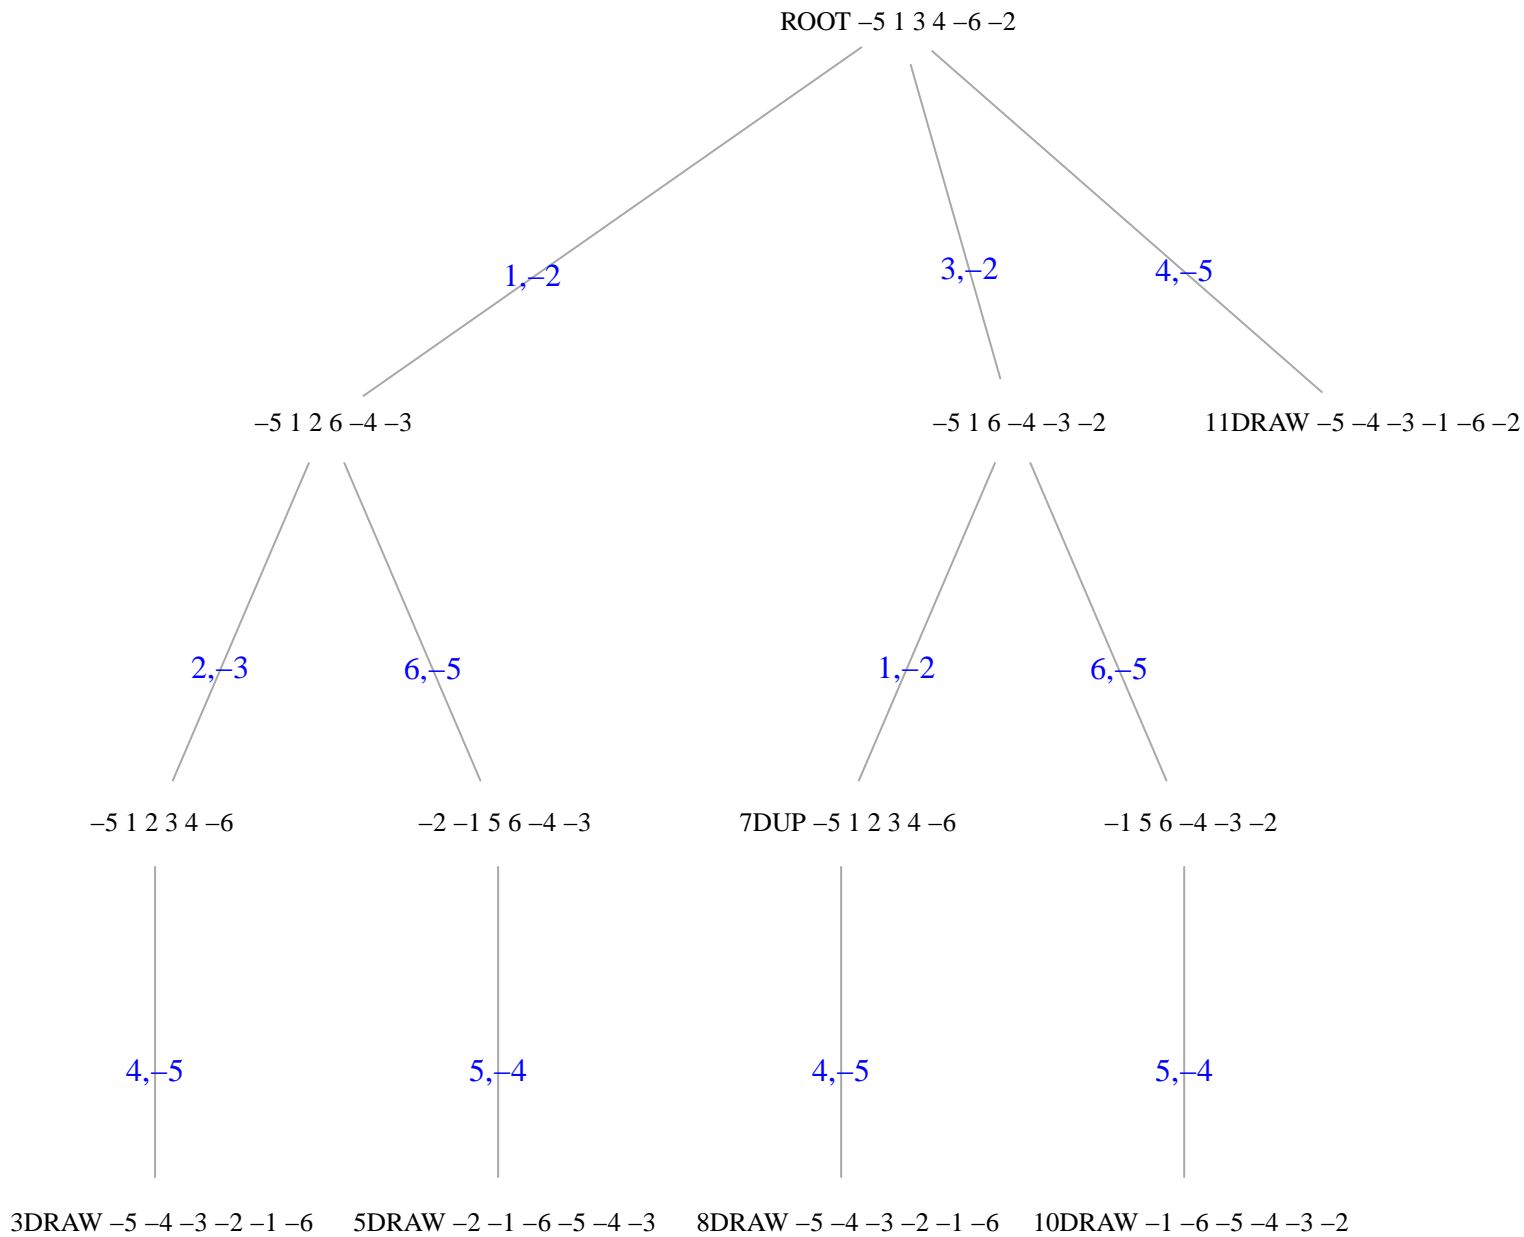 ROOT –5 1 3 4 –6 –2
1,–2
3,–2
4,–5
–5 1 2 6 –4 –3
–5 1 6 –4 –3 –2
11DRAW –5 –4 –3 –1 –6 –2
2,–3
6,–5
1,–2
6,–5
–5 1 2 3 4 –6
–2 –1 5 6 –4 –3
7DUP –5 1 2 3 4 –6
–1 5 6 –4 –3 –2
4,–5
5,–4
4,–5
5,–4
3DRAW –5 –4 –3 –2 –1 –6
5DRAW –2 –1 –6 –5 –4 –3
8DRAW –5 –4 –3 –2 –1 –6
10DRAW –1 –6 –5 –4 –3 –2